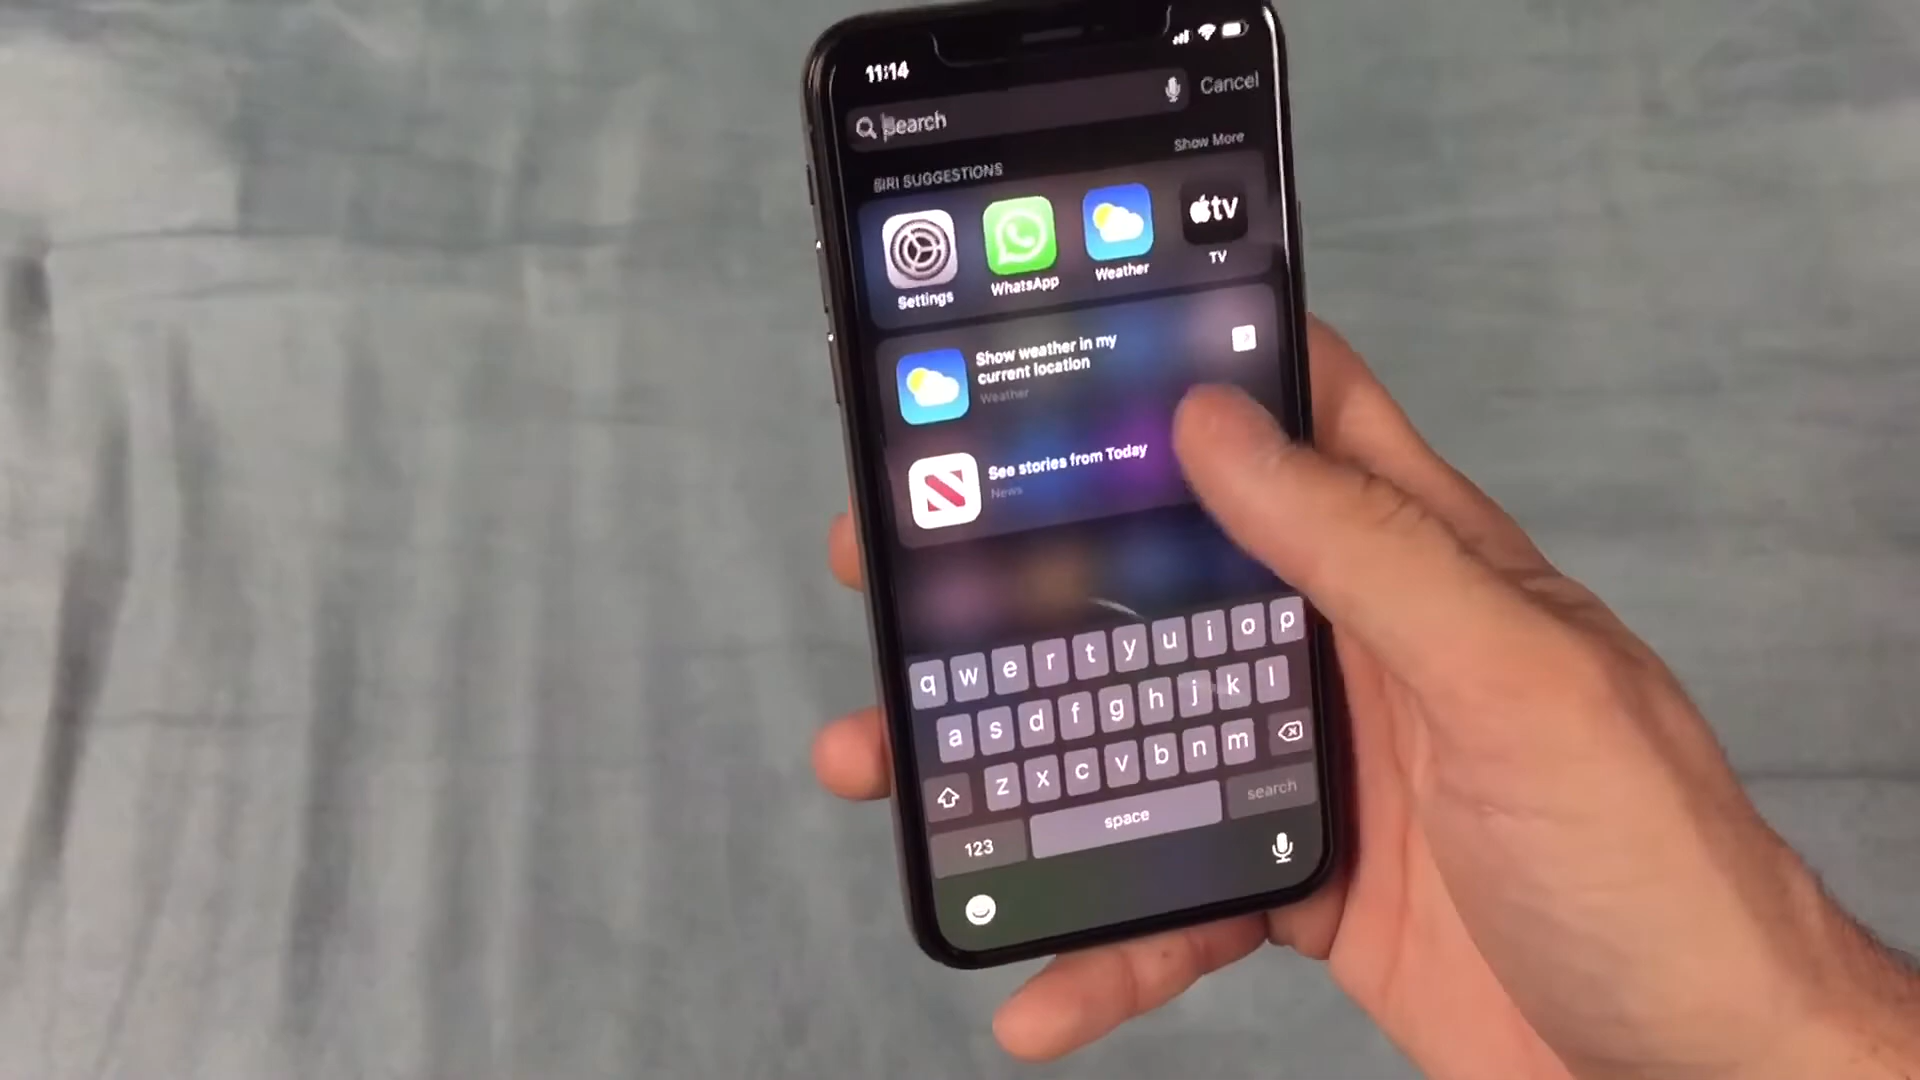 11:14
Search
Cancel
SIRI SUGGESTIONS
Show More
Settings
WhatsApp
Weather
tv
TV
Show weather in my
current location
Weather
See stories from Today
News
q w e r t y u i o p
a s d f g h j k l
z x c v b n m
123
space
search